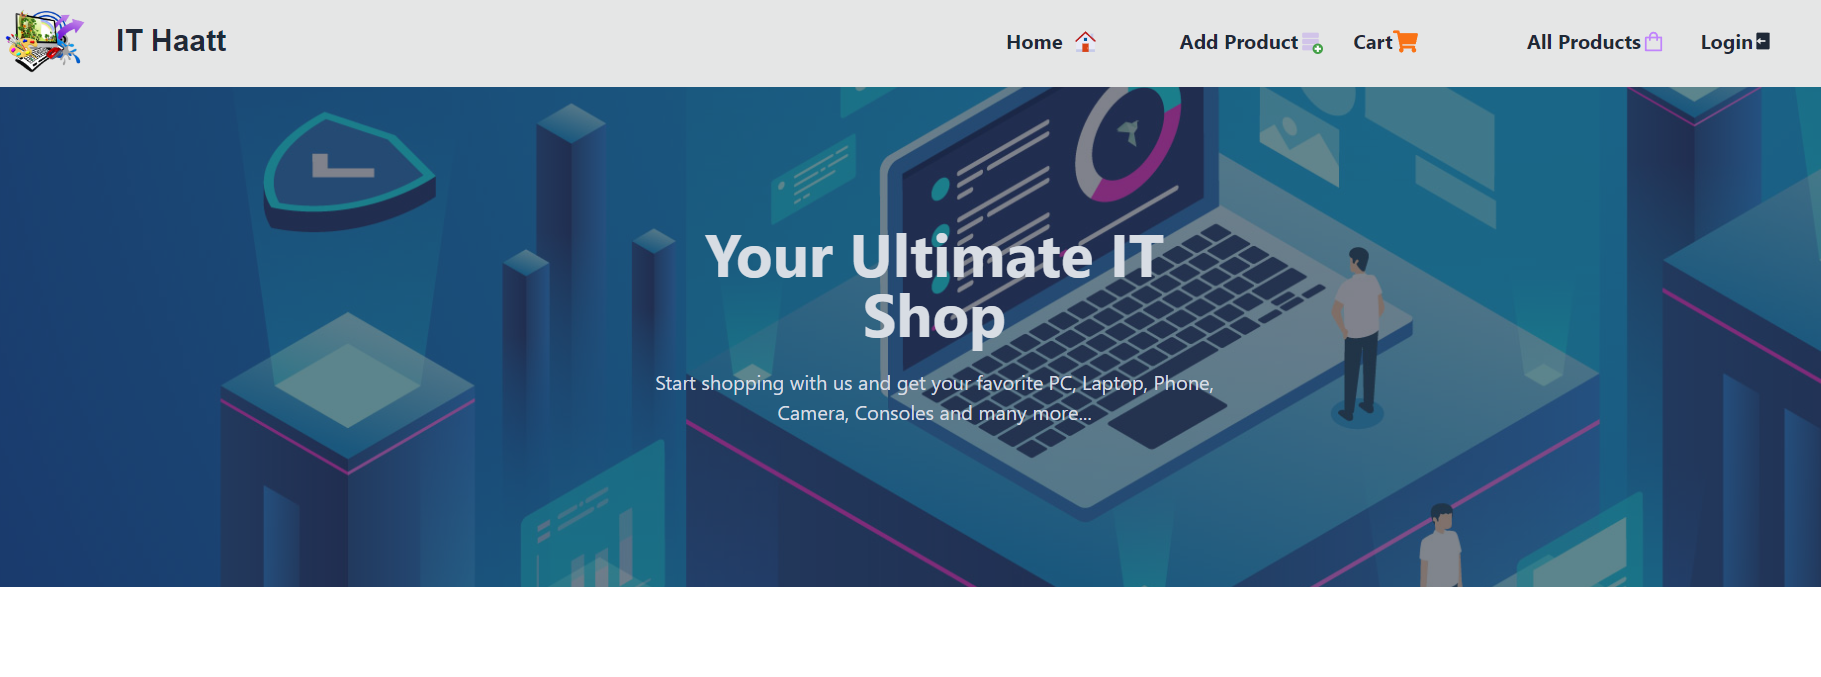 IT Haatt
Home Add Product Cart All Products Login
Your Ultimate IT
Shop
Start shopping with us and get your favorite PC, Laptop, Phone,
Camera, Consoles and many more...